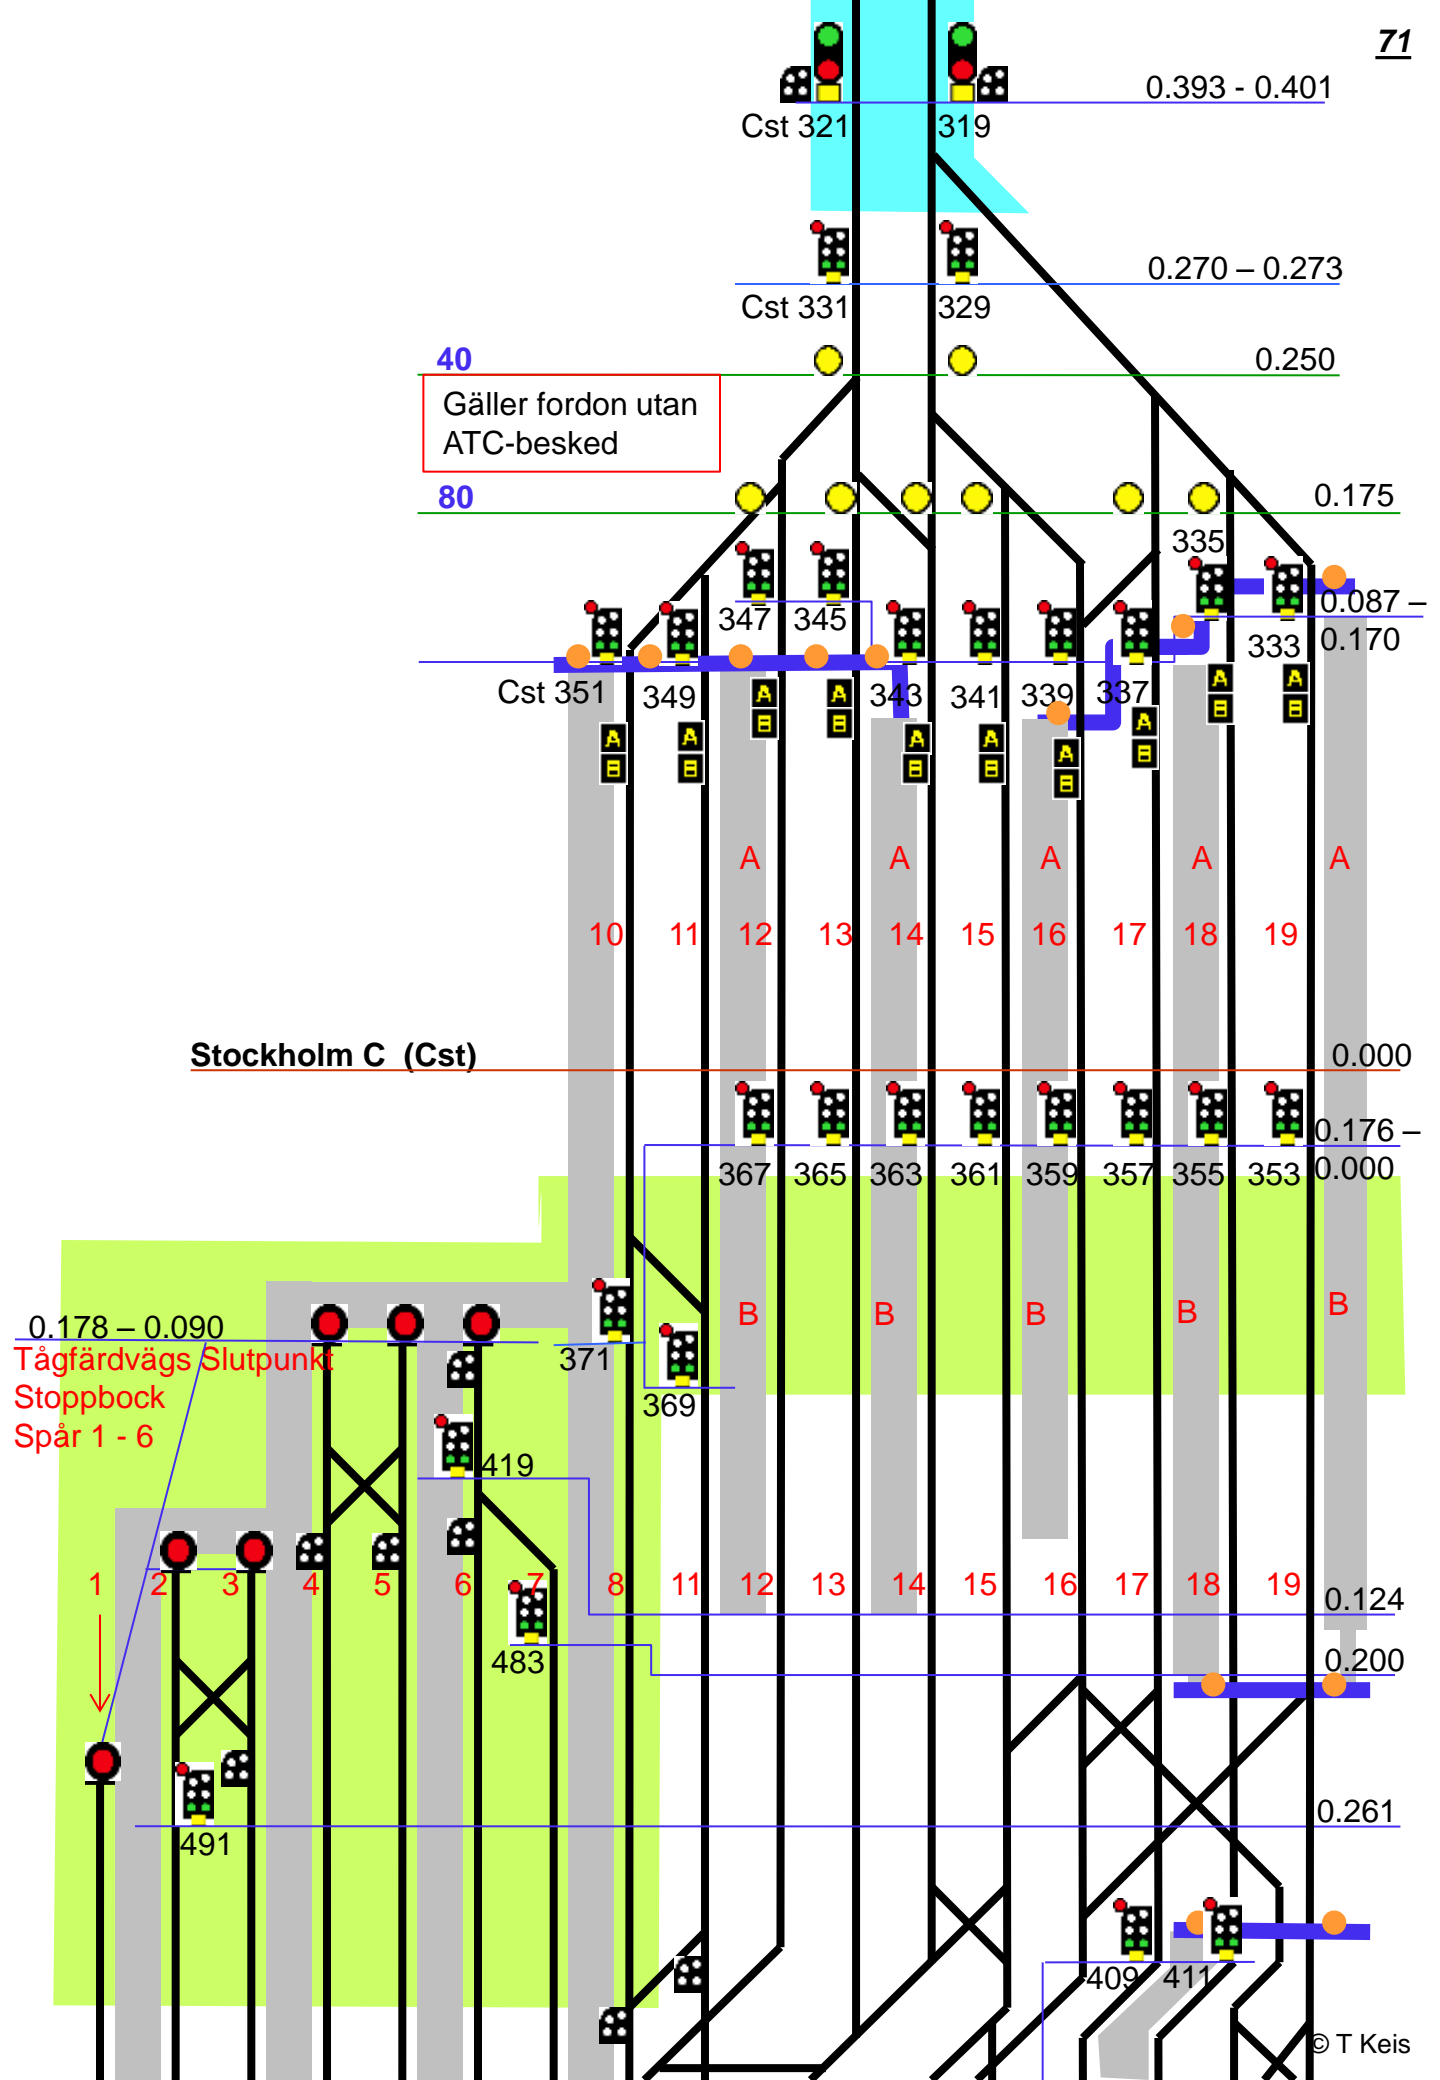 71
0.393 - 0.401
Cst 321
319
0.270 – 0.273
Cst 331
329
40
0.250
Gäller fordon utan
ATC-besked
80
0.175
335
347
345
0.087 –
0.170
333
Cst 351
349
343
341
339
337
A
B
A
B
A
B
A
B
A
B
A
B
A
B
A
B
A
B
A
B
A
A
A
A
A
10
11
12
13
14
15
16
17
18
19
Stockholm C (Cst)
0.000
0.176 –
0.000
367
365
363
361
359
357
355
353
B
B
B
B
B
0.178 – 0.090
Tågfärdvägs Slutpunkt
Stoppbock
Spår 1 - 6
371
369
419
1
2
3
4
5
6
7
8
11
12
13
14
15
16
17
18
19
0.124
483
0.200
0.261
491
409
411
© T Keis